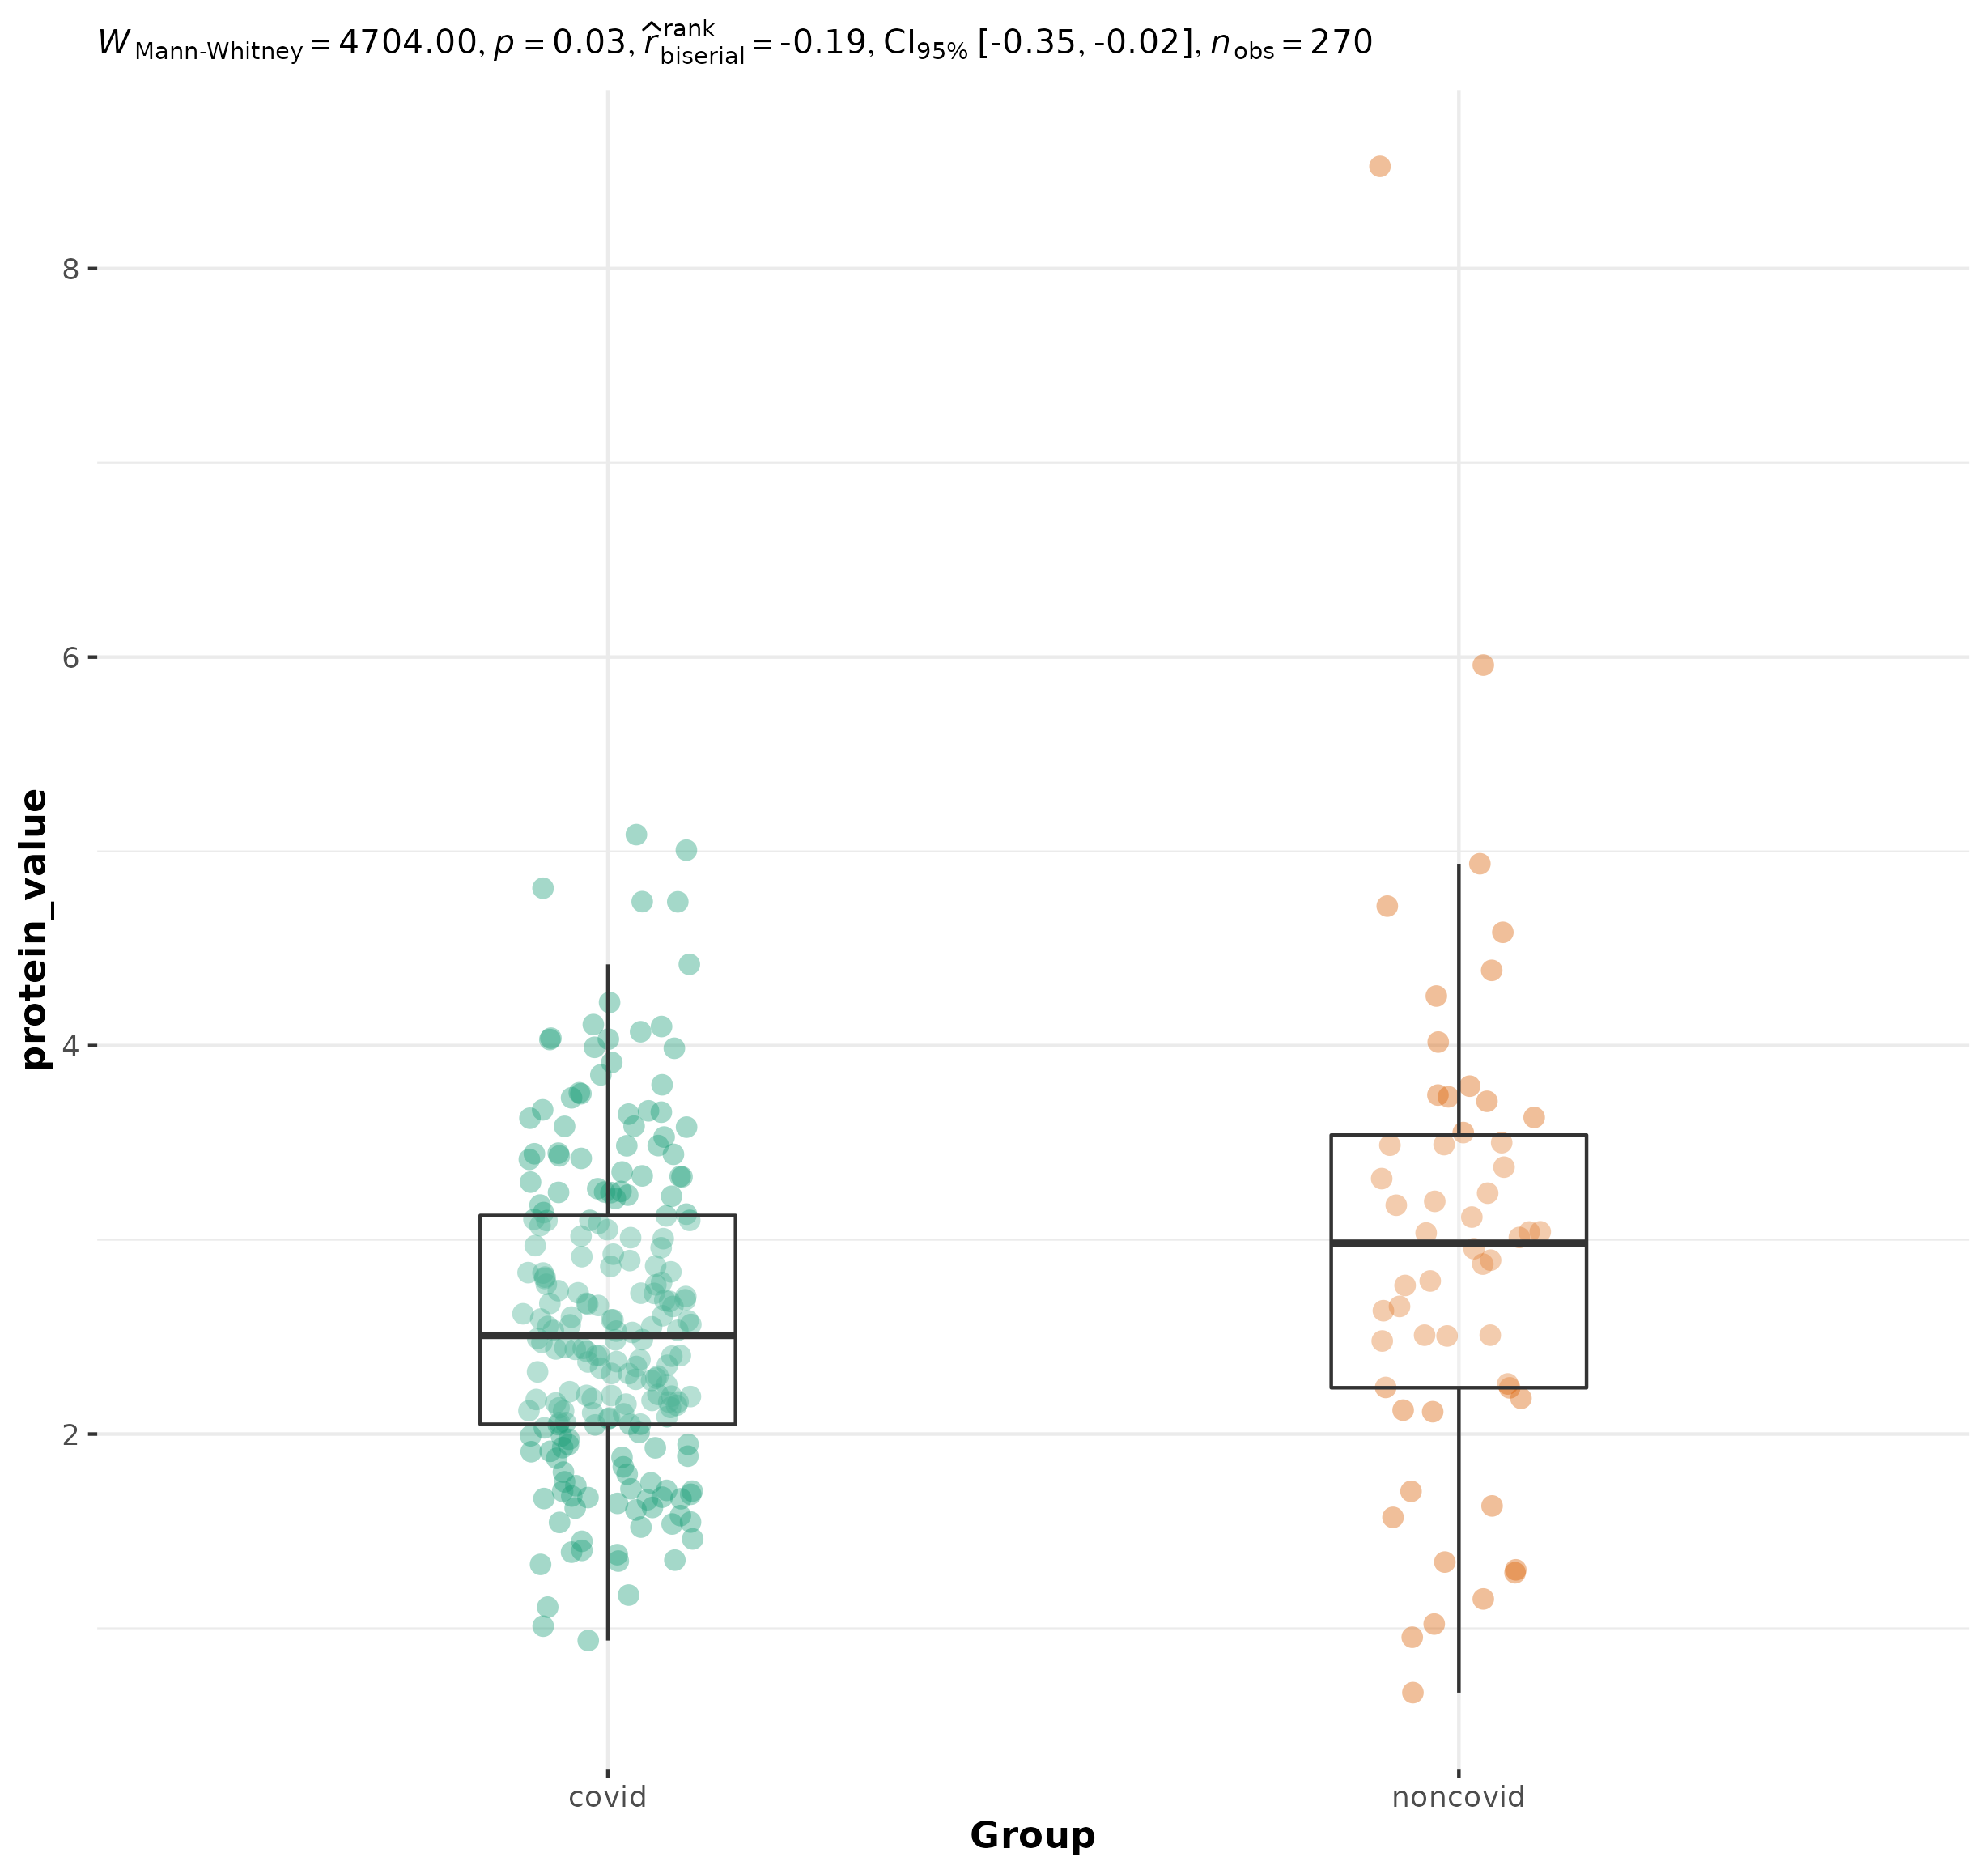 W Mann-Whitney = 4704.00, p = 0.03, r̂ rank biserial = -0.19, CI95% [-0.35, -0.02], nobs = 270
8
6
4
2
protein_value
covid noncovid
Group